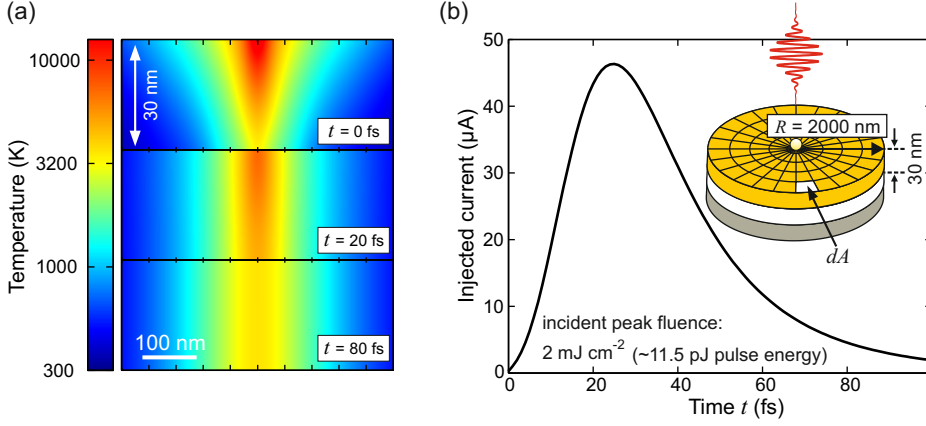 (a)
Temperature (K)
10000
3200
1000
300
30 nm
t = 0 fs
t = 20 fs
t = 80 fs
100 nm
(b)
Injected current (µA)
50
40
30
20
10
0
0 20 40 60 80
Time t (fs)
R = 2000 nm
30 nm
dA
incident peak fluence:
2 mJ cm⁻² (~11.5 pJ pulse energy)